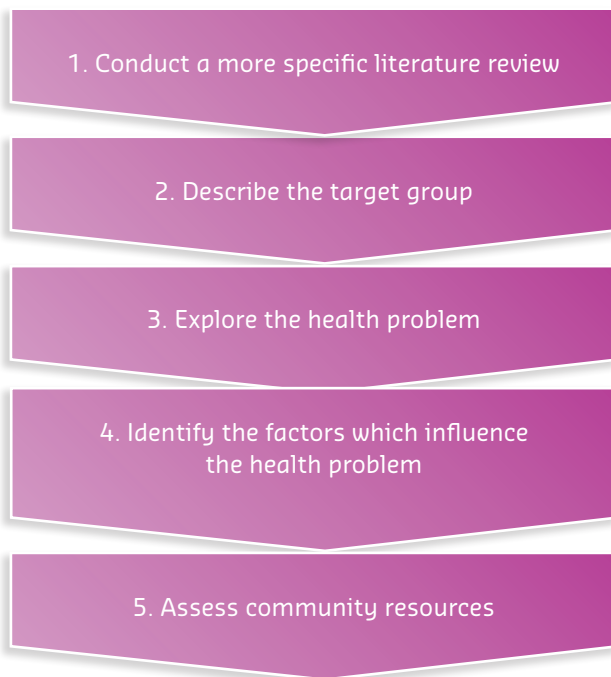 1. Conduct a more specific literature review
2. Describe the target group
3. Explore the health problem
4. Identify the factors which influence
the health problem
5. Assess community resources